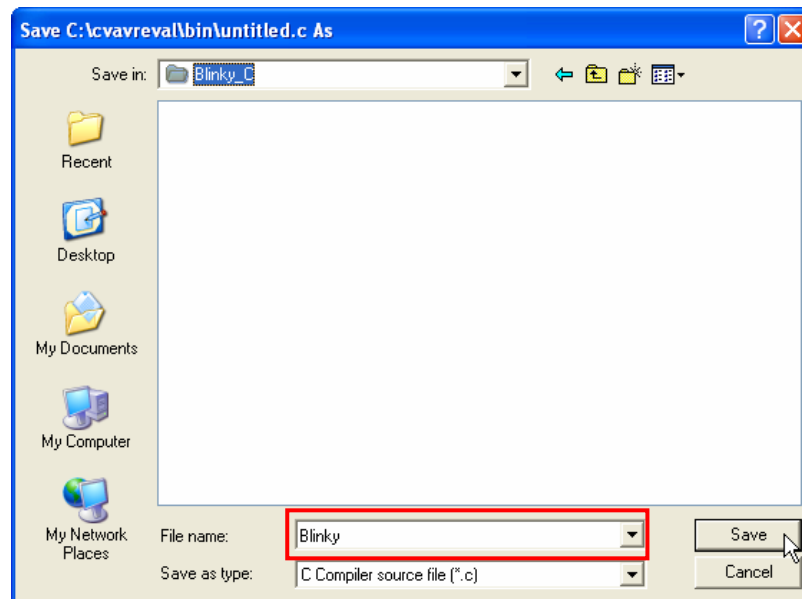 Save C:\cvavreval\bin\untitled.c As
Save in:
Blinky_C
Recent
Desktop
My Documents
My Computer
My Network
Places
File name:
Blinky
Save
Save as type:
C Compiler source file (*.c)
Cancel